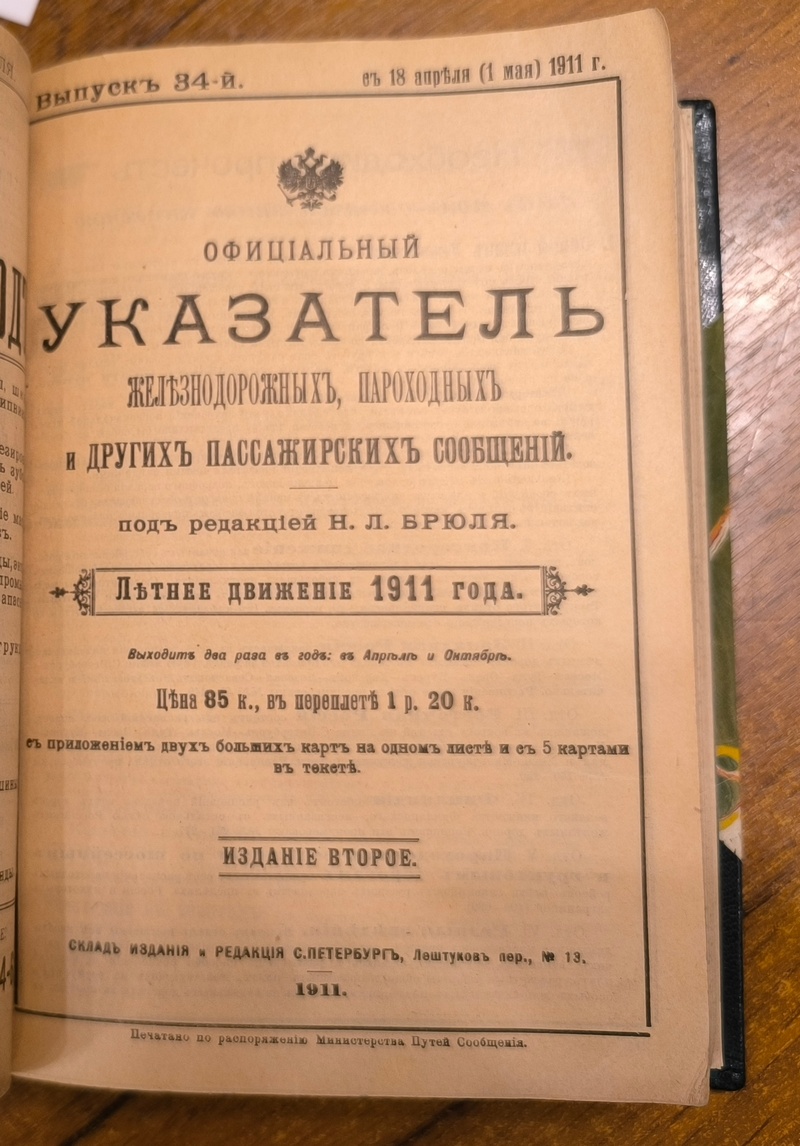 Выпускъ 34-й.
съ 18 апрѣля (1 мая) 1911 г.
ОФИЦІАЛЬНЫЙ
УКАЗАТЕЛЬ
ЖЕЛѢЗНОДОРОЖНЫХЪ, ПАРОХОДНЫХЪ
и ДРУГИХЪ ПАССАЖИРСКИХЪ СООБЩЕНІЙ.
подъ редакціей Н. Л. БРЮЛЯ.
Лѣтнее движеніе 1911 года.
Выходитъ два раза въ годъ: въ Апрѣлѣ и Октябрѣ.
Цѣна 85 к., въ переплетѣ 1 р. 20 к.
съ приложеніемъ двухъ большихъ картъ на одномъ листѣ и съ 5 картами
въ текстѣ.
ИЗДАНІЕ ВТОРОЕ.
СКЛАДЪ ИЗДАНІЯ и РЕДАКЦІЯ С.ПЕТЕРБУРГЪ, Лештуковъ пер., № 13.
1911.
Печатано по распоряженію Министерства Путей Сообщенія.